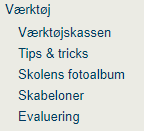 Værktøj
Værktøjskassen
Tips & tricks
Skolens fotoalbum
Skabeloner
Evaluering